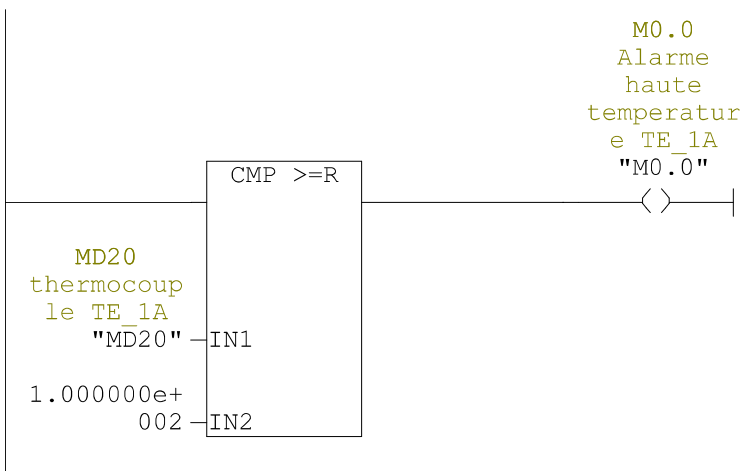 M0.0
Alarme
haute
temperatur
e TE_1A
"M0.0"
CMP >=R
MD20
thermocoup
le TE_1A
"MD20"
IN1
1.000000e+
002
IN2